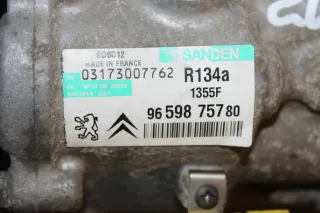 SD6C12
SANDEN
MADE IN FRANCE
03173007762
R134a
1355F
96 598 757 80